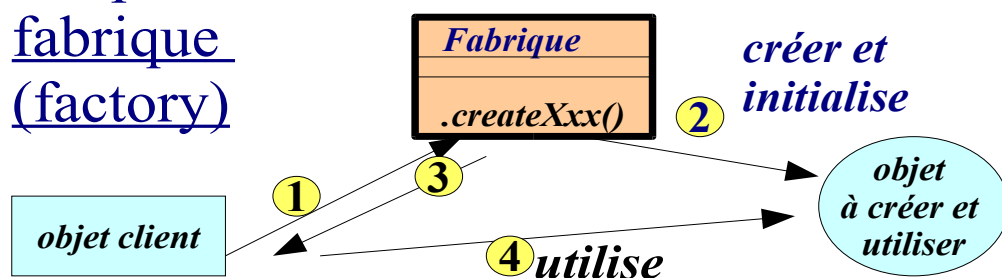 fabrique
(factory)
Fabrique
.createXxx()
créer et
initialise
2
1
3
objet client
objet
à créer et
utiliser
4 utilise